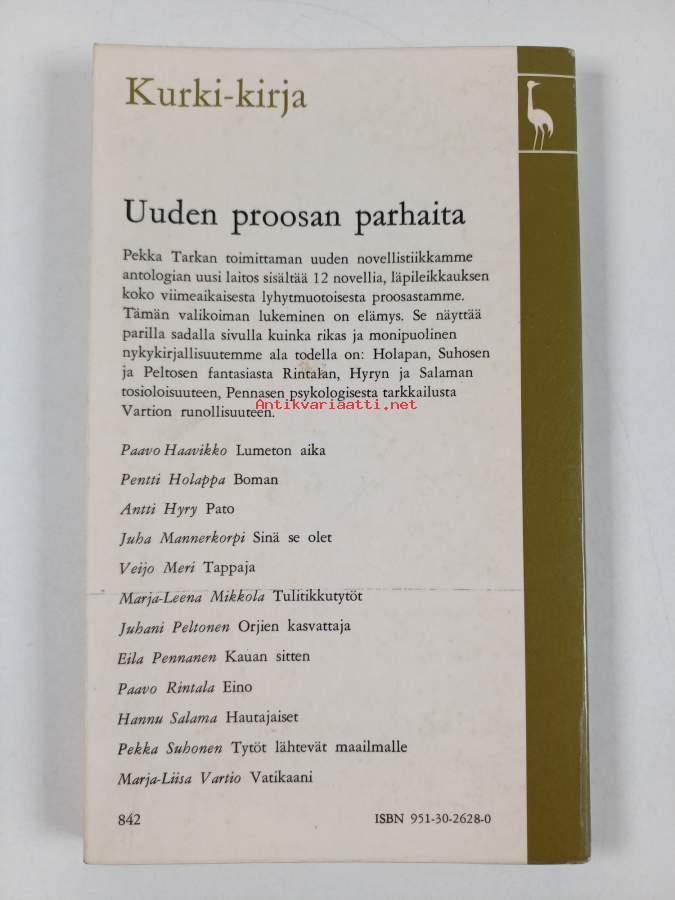 Kurki-kirja
Uuden proosan parhaita
Pekka Tarkan toimittaman uuden novellistiikkamme
antologian uusi laitos sisältää 12 novellia, läpileikkauksen
koko viimeaikaisesta lyhytmuotoisesta proosastamme.
Tämän valikoiman lukeminen on elämys. Se näyttää
parilla sadalla sivulla kuinka rikas ja monipuolinen
nykykirjallisuutemme ala todella on: Holapan, Suhosen
ja Peltosen fantasiasta Rintalan, Hyryn ja Salaman
tosioloisuuteen, Pennasen psykologisesta tarkkailusta
Vartion runollisuuteen.
Antikvariaatti.net
Paavo Haavikko Lumeton aika
Pentti Holappa Boman
Antti Hyry Pato
Juha Mannerkorpi Sinä se olet
Veijo Meri Tappaja
Marja-Leena Mikkola Tulitikkutytöt
Juhani Peltonen Orjien kasvattaja
Eila Pennanen Kauan sitten
Paavo Rintala Eino
Hannu Salama Hautajaiset
Pekka Suhonen Tytöt lähtevät maailmalle
Marja-Liisa Vartio Vatikaani
842 ISBN 951-30-2628-0